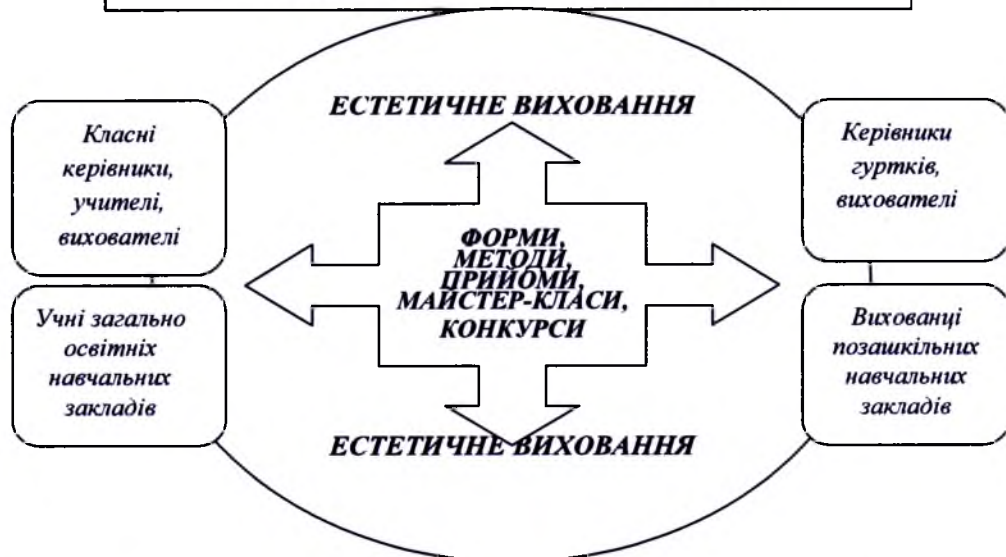 ЕСТЕТИЧНЕ ВИХОВАННЯ
Класні
керівники,
учителі,
вихователі
Керівники
гуртків,
вихователі
ФОРМИ,
МЕТОДИ,
ПРИЙОМИ,
МАЙСТЕР-КЛАСИ,
КОНКУРСИ
Учні загально
освітніх
навчальних
закладів
Вихованці
позашкільних
навчальних
закладів
ЕСТЕТИЧНЕ ВИХОВАННЯ